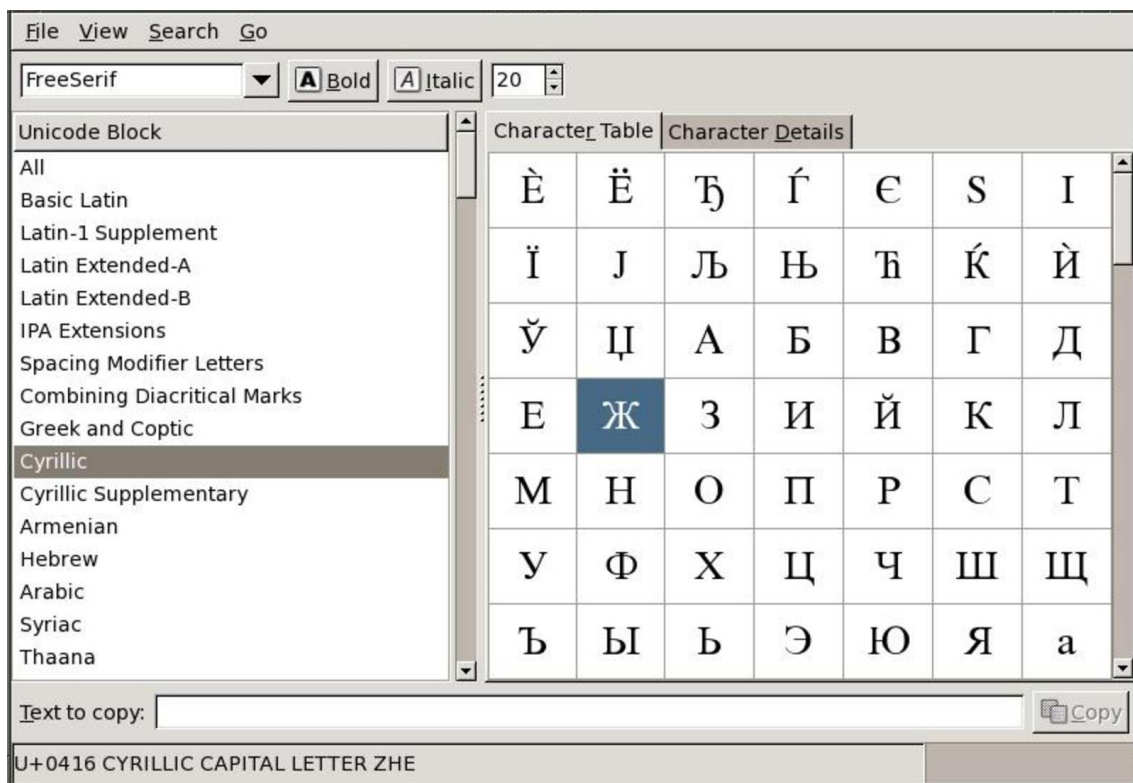 File View Search Go
FreeSerif A Bold A Italic 20
Unicode Block
All
Basic Latin
Latin-1 Supplement
Latin Extended-A
Latin Extended-B
IPA Extensions
Spacing Modifier Letters
Combining Diacritical Marks
Greek and Coptic
Cyrillic
Cyrillic Supplementary
Armenian
Hebrew
Arabic
Syriac
Thaana
Character Table Character Details
Ѐ Ё Ђ Ѓ Є Ѕ І
Ї Ј Љ Њ Ћ Ќ Ѝ
Ў Џ А Б В Г Д
Е Ж З И Й К Л
М Н О П Р С Т
У Ф Х Ц Ч Ш Щ
Ъ Ы Ь Э Ю Я а
Text to copy: Copy
U+0416 CYRILLIC CAPITAL LETTER ZHE